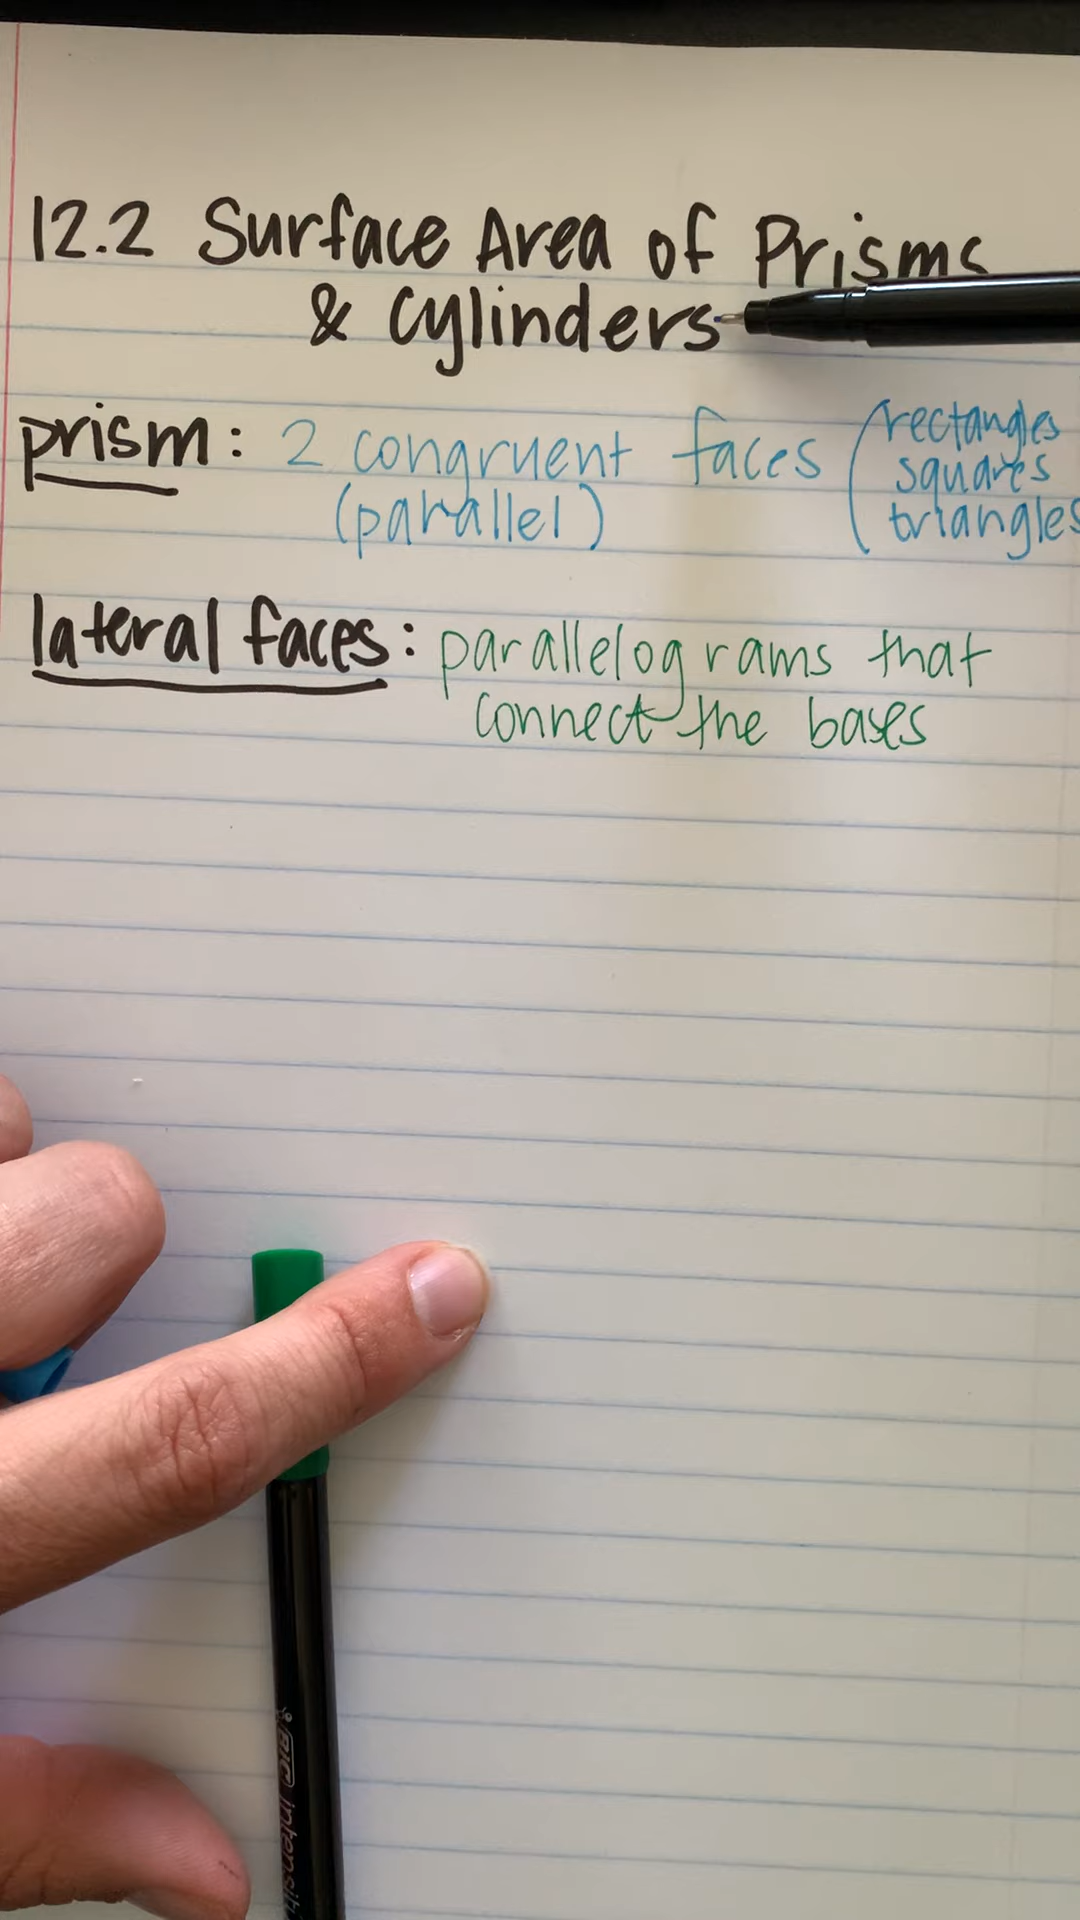 12.2 Surface Area of Prisms
& Cylinders
prism: 2 congruent faces (rectangles
(parallel) squares
triangles
lateral faces: parallelograms that
connect the bases
BIC intensity